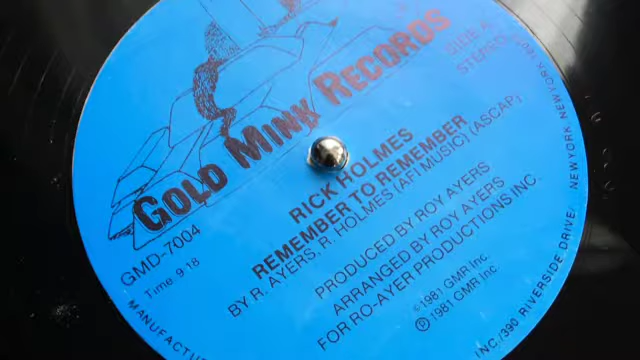 GOLD MINK RECORDS
SIDE A
STEREO
GMD-7004
Time 9:18
RICK HOLMES
REMEMBER TO REMEMBER
BY R. AYERS, R. HOLMES (AFI MUSIC) (ASCAP)
PRODUCED BY ROY AYERS
ARRANGED BY ROY AYERS
FOR RO-AYER PRODUCTIONS INC.
©1981 GMR Inc.
℗ 1981 GMR Inc.
MANUFACTU
INC./390 RIVERSIDE DRIVE, NEW YORK, NEW YORK